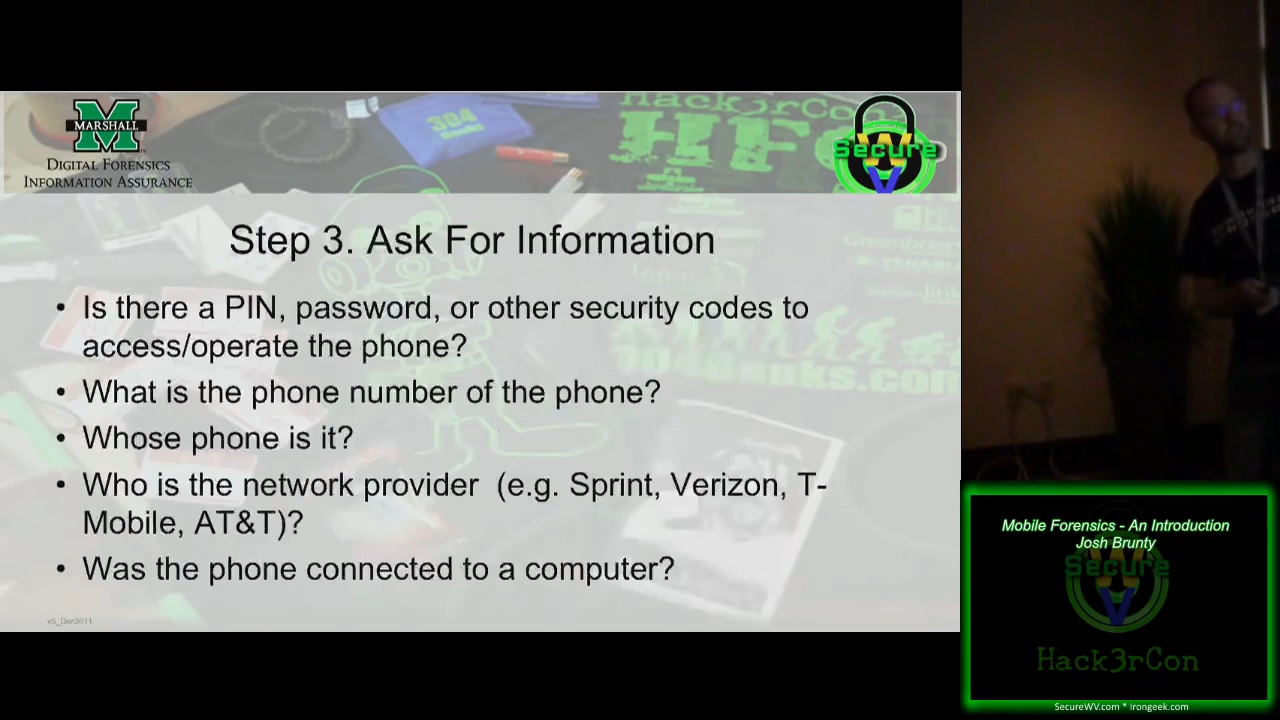 MARSHALL
DIGITAL FORENSICS
INFORMATION ASSURANCE
304
Hack3rCon
Secure
W
V
Step 3. Ask For Information
• Is there a PIN, password, or other security codes to
access/operate the phone?
• What is the phone number of the phone?
• Whose phone is it?
• Who is the network provider (e.g. Sprint, Verizon, T-
Mobile, AT&T)?
• Was the phone connected to a computer?
Mobile Forensics - An Introduction
Josh Brunty
Secure
W
V
Hack3rCon
SecureWV.com * Irongeek.com